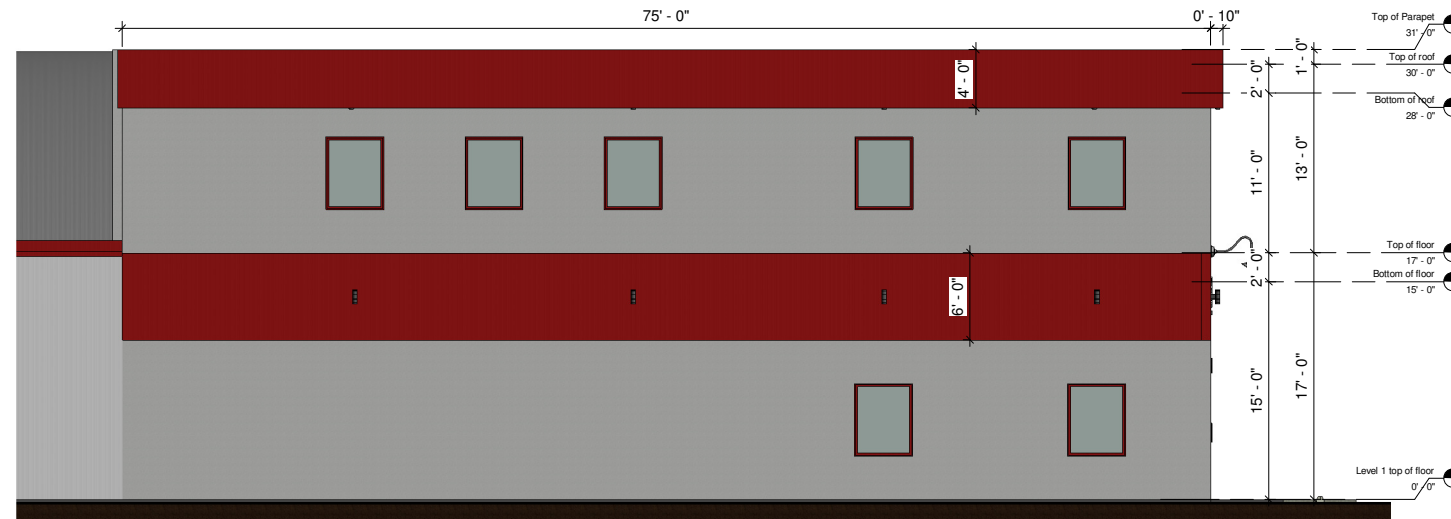 75' - 0"
0' - 10"
Top of Parapet
31' - 0"
1' - 0"
Top of roof
30' - 0"
4' - 0"
2' - 0"
Bottom of roof
28' - 0"
11' - 0"
13' - 0"
Top of floor
17' - 0"
2' - 0"
Bottom of floor
15' - 0"
6' - 0"
15' - 0"
17' - 0"
Level 1 top of floor
0' - 0"